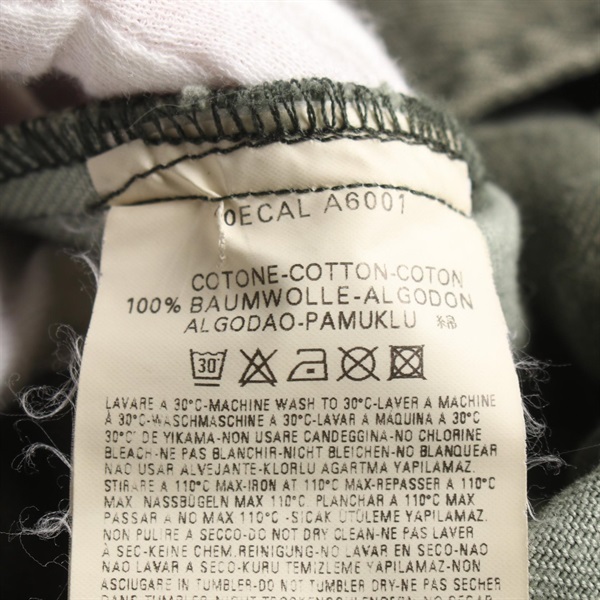 0ECAL A6001
COTONE-COTTON-COTON
100% BAUMWOLLE-ALGODON
ALGODAO-PAMUKLU 綿
30°
LAVARE A 30°C-MACHINE WASH TO 30°C-LAVER A MACHINE
À 30°C-WASCHMASCHINE A 30°C-LAVAR A MÁQUINA A 30°C
30°C DE YIKAMA-NON USARE CANDEGGINA-NO CHLORINE
BLEACH-NE PAS BLANCHIR-NICHT BLEICHEN-NO BLANQUEAR
NAO USAR ALVEJANTE-KLORLU AGARTMA YAPILAMAZ.
STIRARE A 110°C MAX-IRON AT 110°C MAX-REPASSER A 110°C
MAX NASSBÜGELN MAX 110°C. PLANCHAR A 110°C MAX
PASSAR A NO MAX 110°C -SICAK ÜTÜLEME YAPILAMAZ.
NON PULIRE A SECCO-DO NOT DRY CLEAN-NE PAS LAVER
À SEC-KEINE CHEM.REINIGUNG-NO LAVAR EN SECO-NAO
NAO LAVAR A SECO-KURU TEMIZLEME YAPILAMAZ.
ASCIUGARE IN TUMBLER-DO NOT TUMBLER DRY-NE PAS SECHER